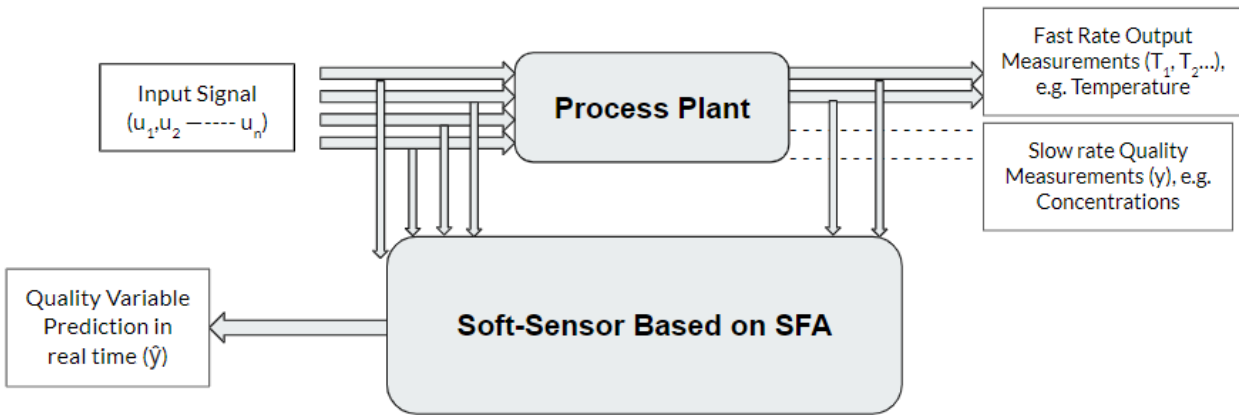 Input Signal
(u₁,u₂ —---- uₙ)
Process Plant
Fast Rate Output
Measurements (T₁, T₂...),
e.g. Temperature
Slow rate Quality
Measurements (y), e.g.
Concentrations
Quality Variable
Prediction in
real time (ŷ)
Soft-Sensor Based on SFA